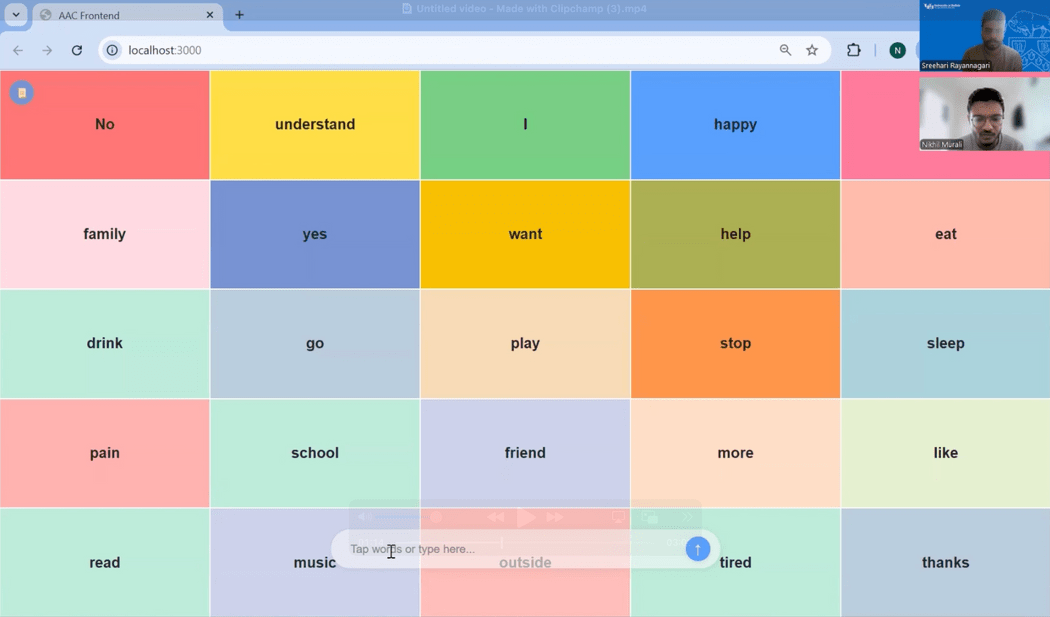 Untitled video - Made with Clipchamp (3).mp4
AAC Frontend
localhost:3000
N
Sreehari Rayannagari
No
understand
I
happy
Nikhil Murali
family
yes
want
help
eat
drink
go
play
stop
sleep
pain
school
friend
more
like
Tap words or type here...
read
music
outside
tired
thanks